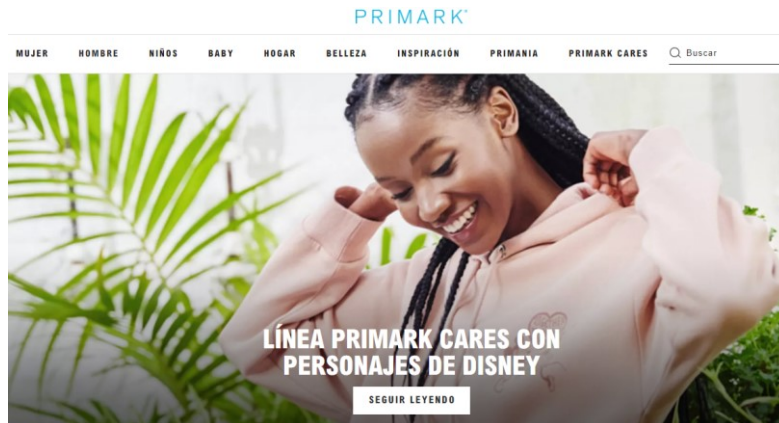 PRIMARK
MUJER HOMBRE NIÑOS BABY HOGAR BELLEZA INSPIRACIÓN PRIMANIA PRIMARK CARES Buscar
LÍNEA PRIMARK CARES CON
PERSONAJES DE DISNEY
SEGUIR LEYENDO